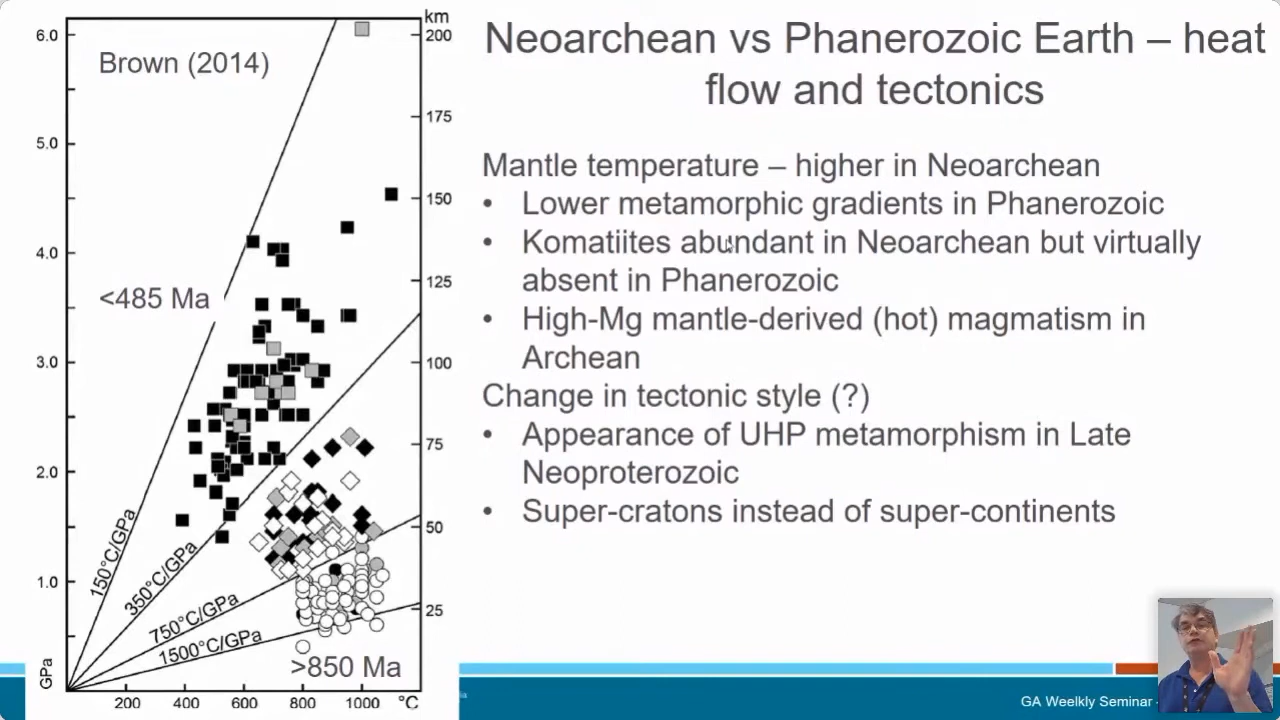 Neoarchean vs Phanerozoic Earth – heat
flow and tectonics
Brown (2014)
km
GPa
6.0
5.0
4.0
3.0
2.0
1.0
200
175
150
125
100
75
50
25
<485 Ma
150°C/GPa
350°C/GPa
750°C/GPa
1500°C/GPa
>850 Ma
200
400
600
800
1000
°C
Mantle temperature – higher in Neoarchean
• Lower metamorphic gradients in Phanerozoic
• Komatiites abundant in Neoarchean but virtually
absent in Phanerozoic
• High-Mg mantle-derived (hot) magmatism in
Archean
Change in tectonic style (?)
• Appearance of UHP metamorphism in Late
Neoproterozoic
• Super-cratons instead of super-continents
GA Weelkly Seminar -